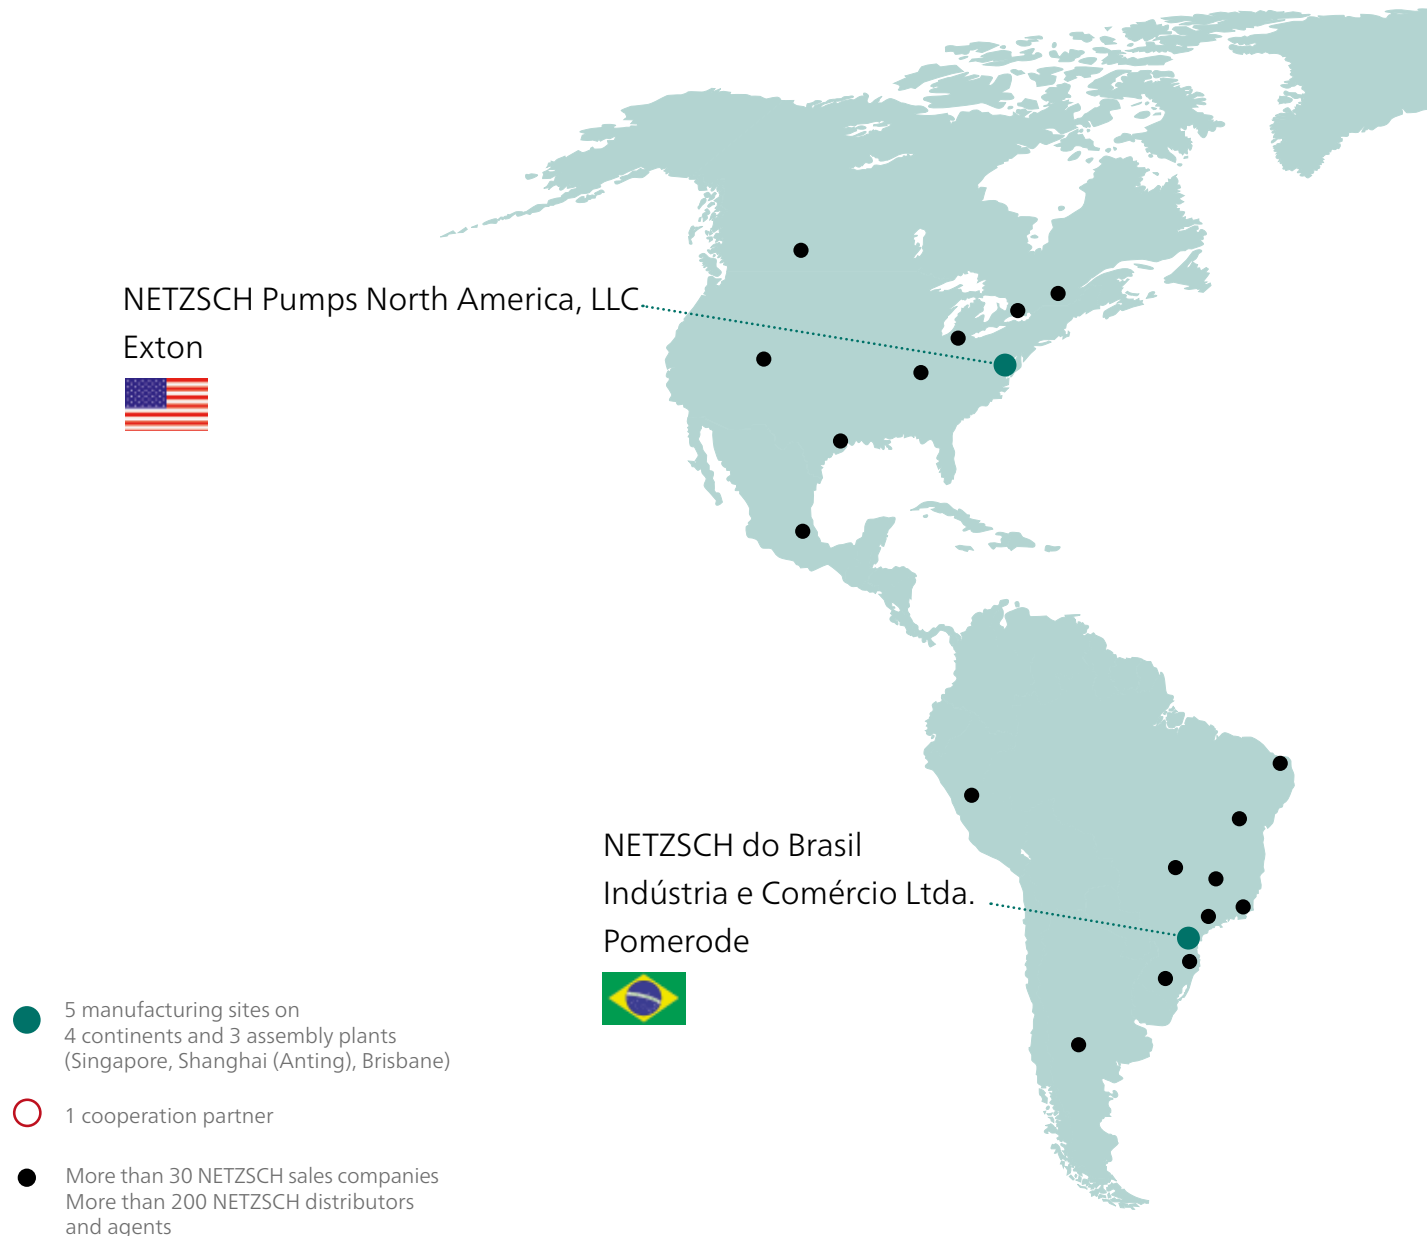 NETZSCH Pumps North America, LLC
Exton
NETZSCH do Brasil
Indústria e Comércio Ltda.
Pomerode
5 manufacturing sites on
4 continents and 3 assembly plants
(Singapore, Shanghai (Anting), Brisbane)
1 cooperation partner
More than 30 NETZSCH sales companies
More than 200 NETZSCH distributors
and agents